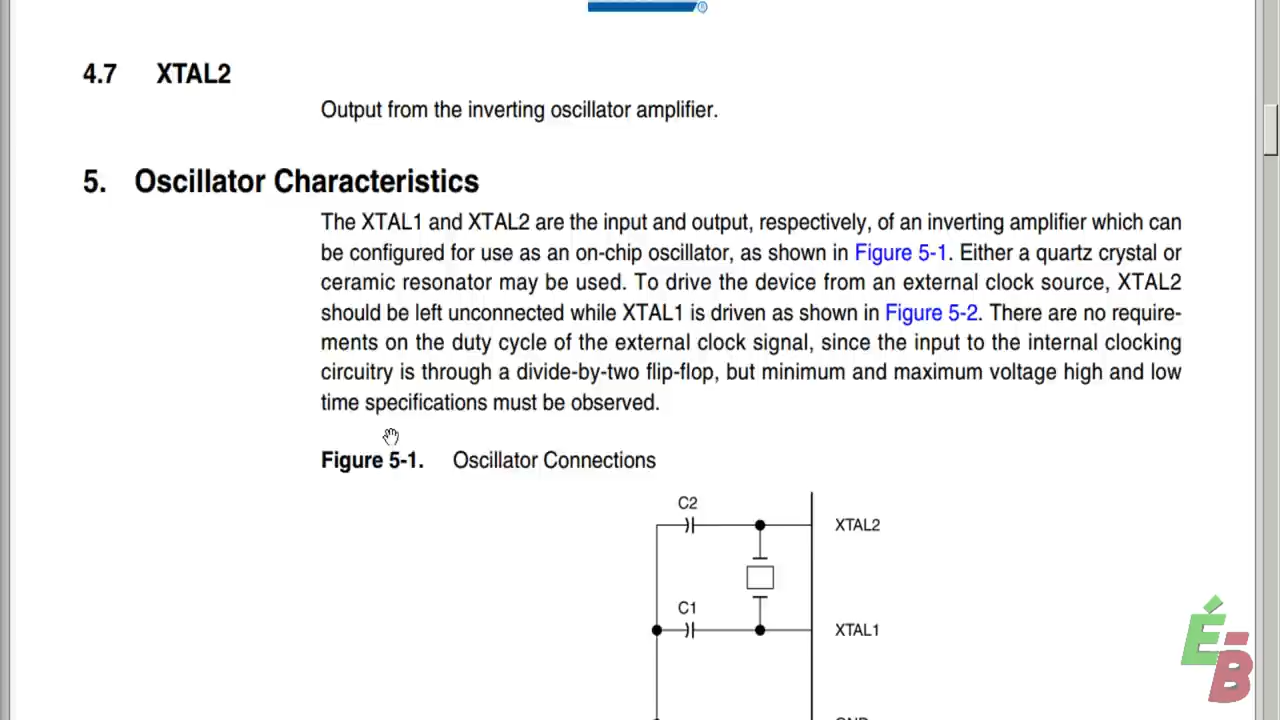 4.7 XTAL2
Output from the inverting oscillator amplifier.
5. Oscillator Characteristics
The XTAL1 and XTAL2 are the input and output, respectively, of an inverting amplifier which can
be configured for use as an on-chip oscillator, as shown in Figure 5-1. Either a quartz crystal or
ceramic resonator may be used. To drive the device from an external clock source, XTAL2
should be left unconnected while XTAL1 is driven as shown in Figure 5-2. There are no require-
ments on the duty cycle of the external clock signal, since the input to the internal clocking
circuitry is through a divide-by-two flip-flop, but minimum and maximum voltage high and low
time specifications must be observed.
Figure 5-1. Oscillator Connections
C2
XTAL2
C1
XTAL1
É-B